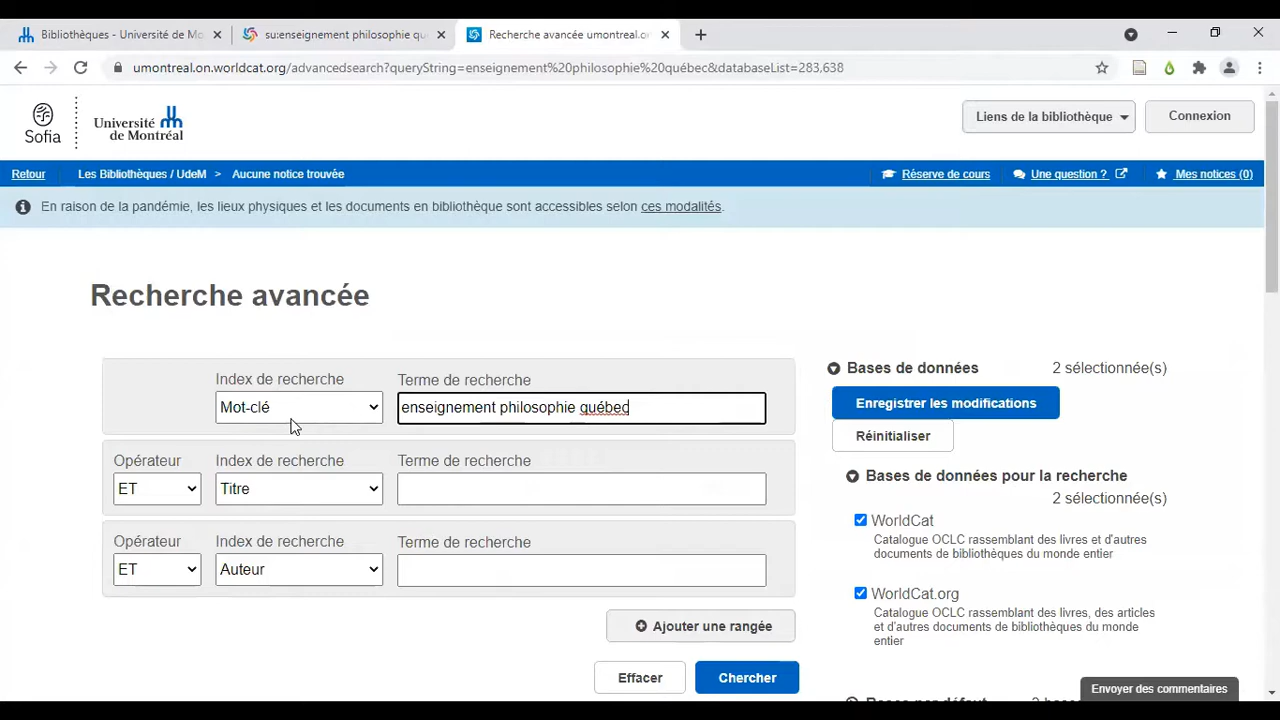 Bibliothèques - Université de Mo
su:enseignement philosophie qu
Recherche avancée umontreal.on
umontreal.on.worldcat.org/advancedsearch?queryString=enseignement%20philosophie%20québec&databaseList=283,638
Sofia
Université
de Montréal
Liens de la bibliothèque
Connexion
Retour
Les Bibliothèques / UdeM > Aucune notice trouvée
Réserve de cours
Une question ?
Mes notices (0)
En raison de la pandémie, les lieux physiques et les documents en bibliothèque sont accessibles selon ces modalités.
Recherche avancée
Index de recherche
Terme de recherche
Mot-clé
enseignement philosophie québec
Opérateur
Index de recherche
Terme de recherche
ET
Titre
Opérateur
Index de recherche
Terme de recherche
ET
Auteur
Ajouter une rangée
Effacer
Chercher
Bases de données
2 sélectionnée(s)
Enregistrer les modifications
Réinitialiser
Bases de données pour la recherche
2 sélectionnée(s)
WorldCat
Catalogue OCLC rassemblant des livres et d'autres
documents de bibliothèques du monde entier
WorldCat.org
Catalogue OCLC rassemblant des livres, des articles
et d'autres documents de bibliothèques du monde
entier
Envoyer des commentaires